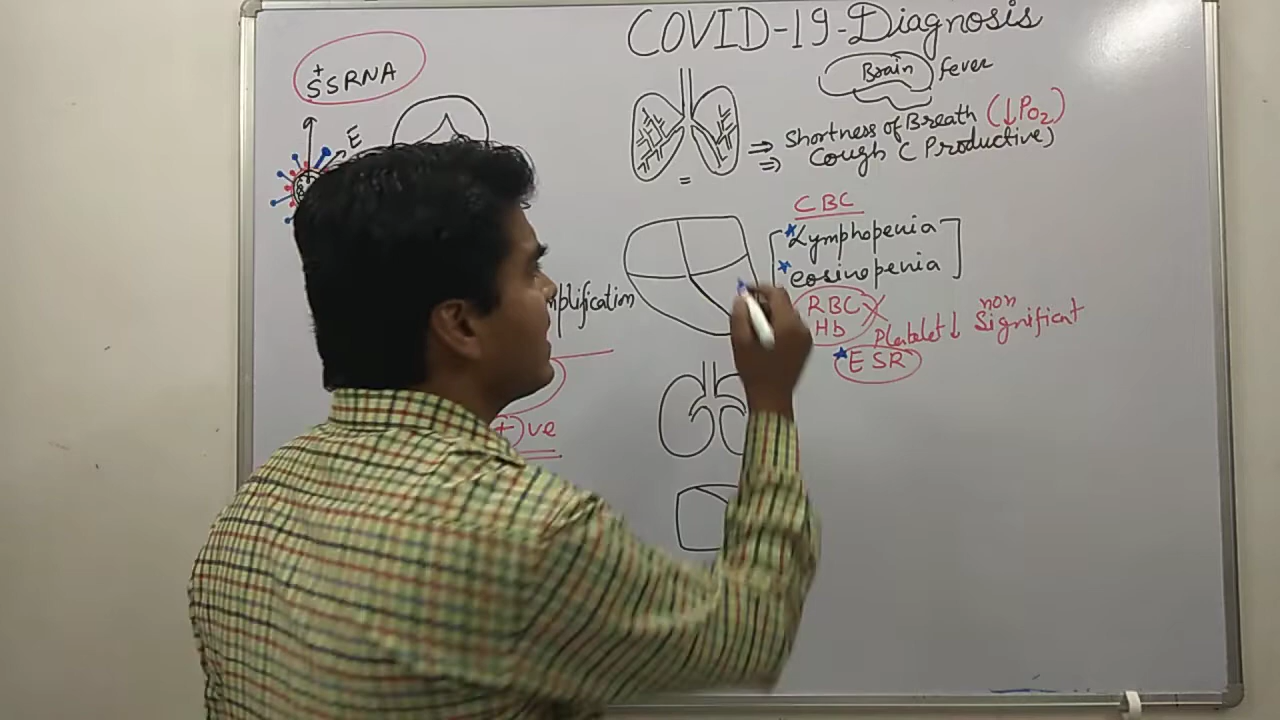 COVID-19-Diagnosis
+
SSRNA
E
Brain fever
⇒ Shortness of Breath (↓PO₂)
⇒ Cough ( Productive)
=
CBC
Lymphopenia
eosinopenia
RBC
Hb
Platelet ↓ non Significant
ESR
(+)ve